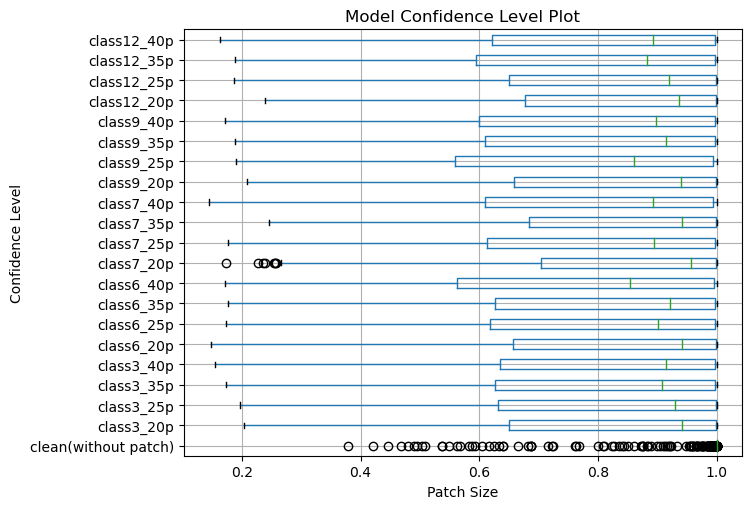 Model Confidence Level Plot
Confidence Level
class12_40p
class12_35p
class12_25p
class12_20p
class9_40p
class9_35p
class9_25p
class9_20p
class7_40p
class7_35p
class7_25p
class7_20p
class6_40p
class6_35p
class6_25p
class6_20p
class3_40p
class3_35p
class3_25p
class3_20p
clean(without patch)
0.2 0.4 0.6 0.8 1.0
Patch Size